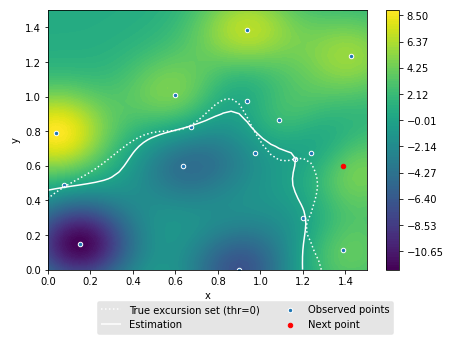 1.4
1.2
1.0
0.8
0.6
0.4
0.2
0.0
y
0.0 0.2 0.4 0.6 0.8 1.0 1.2 1.4
x
8.50
6.37
4.25
2.12
−0.01
−2.14
−4.27
−6.40
−8.53
−10.65
True excursion set (thr=0)
Estimation
Observed points
Next point